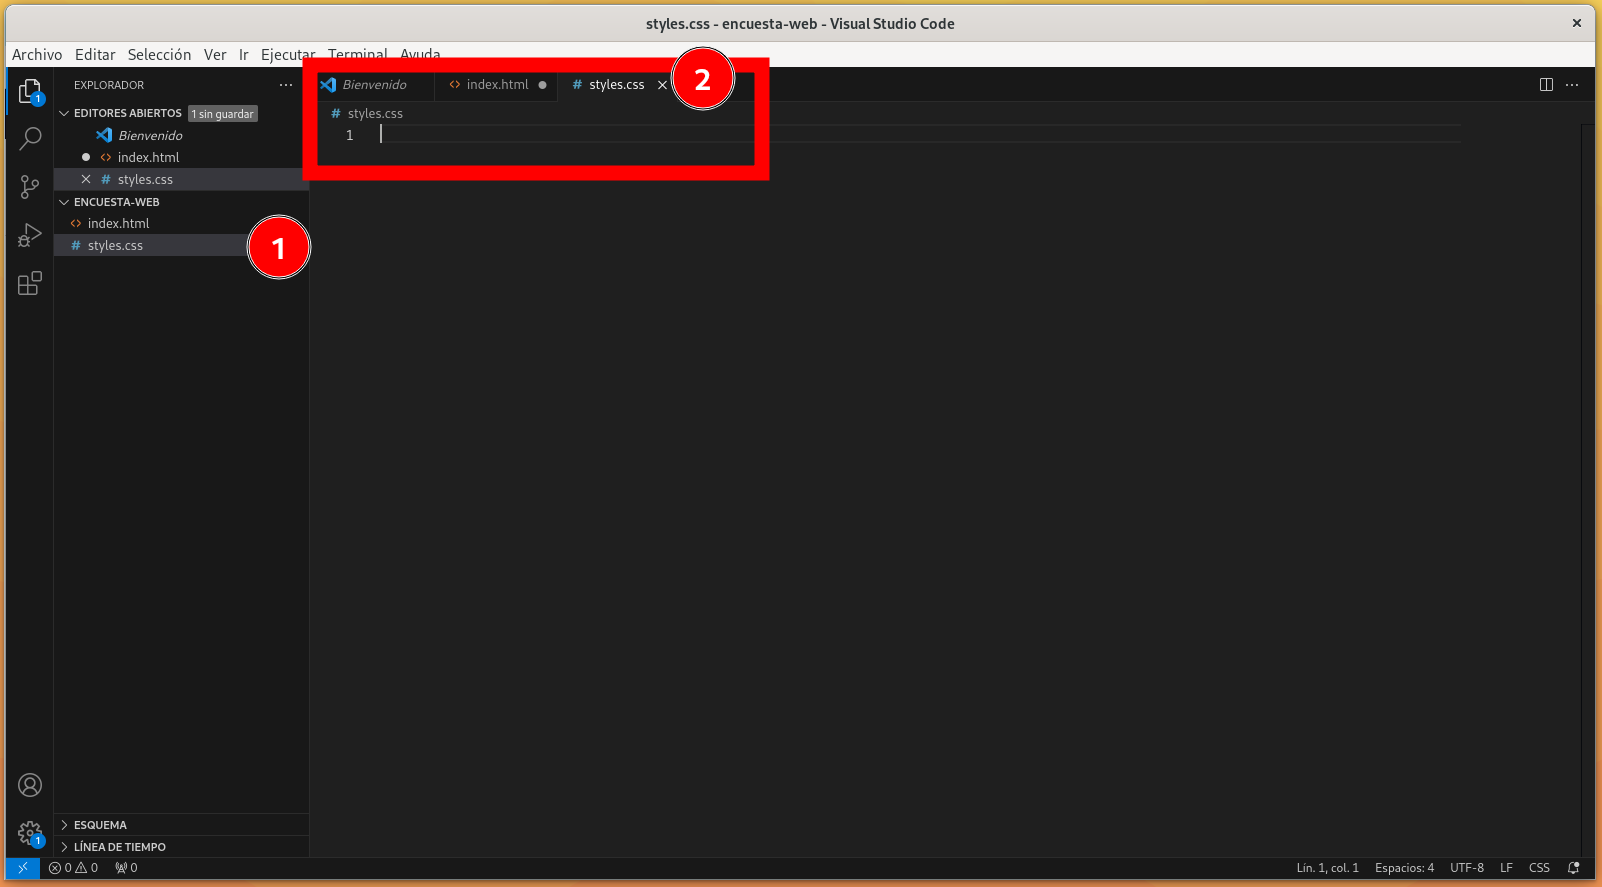 styles.css - encuesta-web - Visual Studio Code
Archivo Editar Selección Ver Ir Ejecutar Terminal Ayuda
EXPLORADOR
1
EDITORES ABIERTOS 1 sin guardar
Bienvenido
index.html
styles.css
ENCUESTA-WEB
index.html
styles.css
1
Bienvenido index.html styles.css
2
styles.css
1
ESQUEMA
LÍNEA DE TIEMPO
1
0 0 0
Lín. 1, col. 1 Espacios: 4 UTF-8 LF CSS